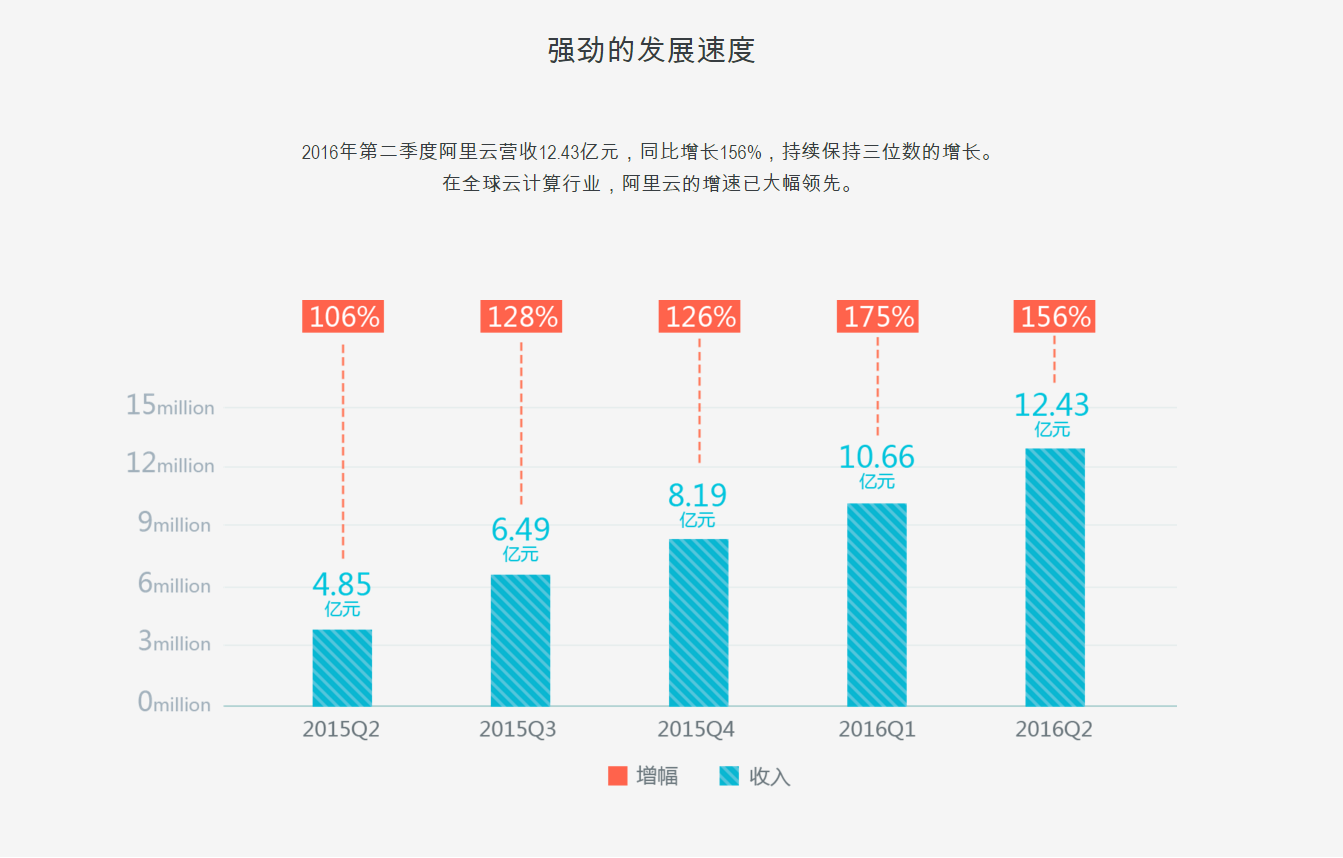 强劲的发展速度
2016年第二季度阿里云营收12.43亿元，同比增长156%，持续保持三位数的增长。
在全球云计算行业，阿里云的增速已大幅领先。
106% 128% 126% 175% 156%
15million
12million
9million
6million
3million
0million
4.85
亿元
6.49
亿元
8.19
亿元
10.66
亿元
12.43
亿元
2015Q2 2015Q3 2015Q4 2016Q1 2016Q2
增幅 收入